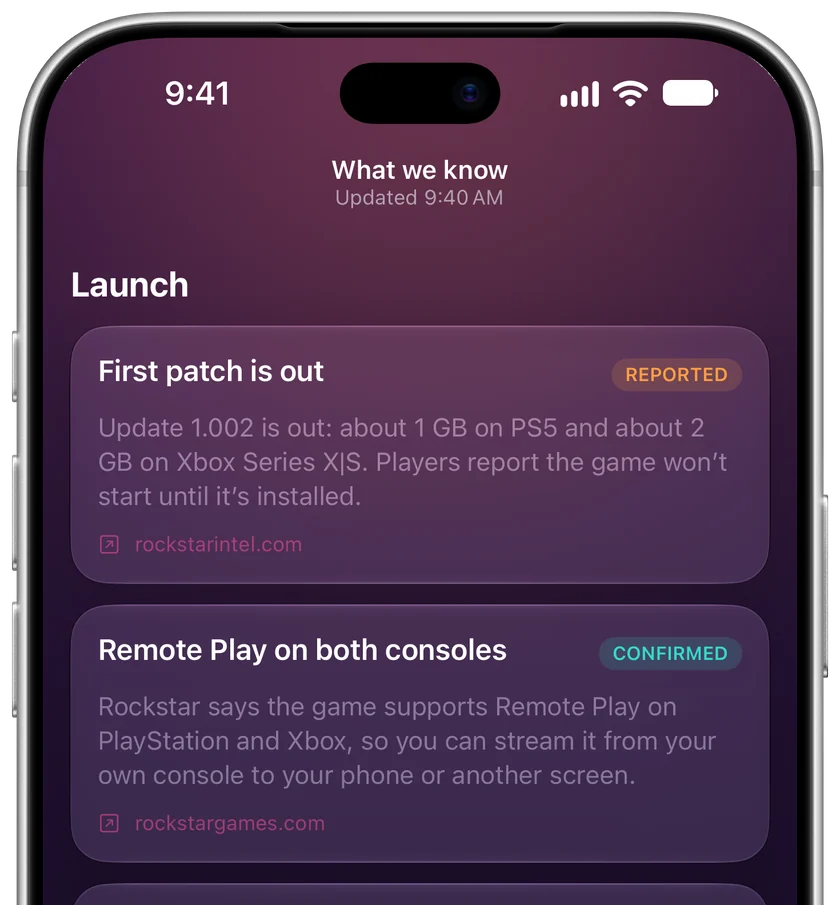 9:41
What we know
Updated 9:40 AM
Launch
First patch is out
REPORTED
Update 1.002 is out: about 1 GB on PS5 and about 2
GB on Xbox Series X|S. Players report the game won’t
start until it’s installed.
rockstarintel.com
Remote Play on both consoles
CONFIRMED
Rockstar says the game supports Remote Play on
PlayStation and Xbox, so you can stream it from your
own console to your phone or another screen.
rockstargames.com